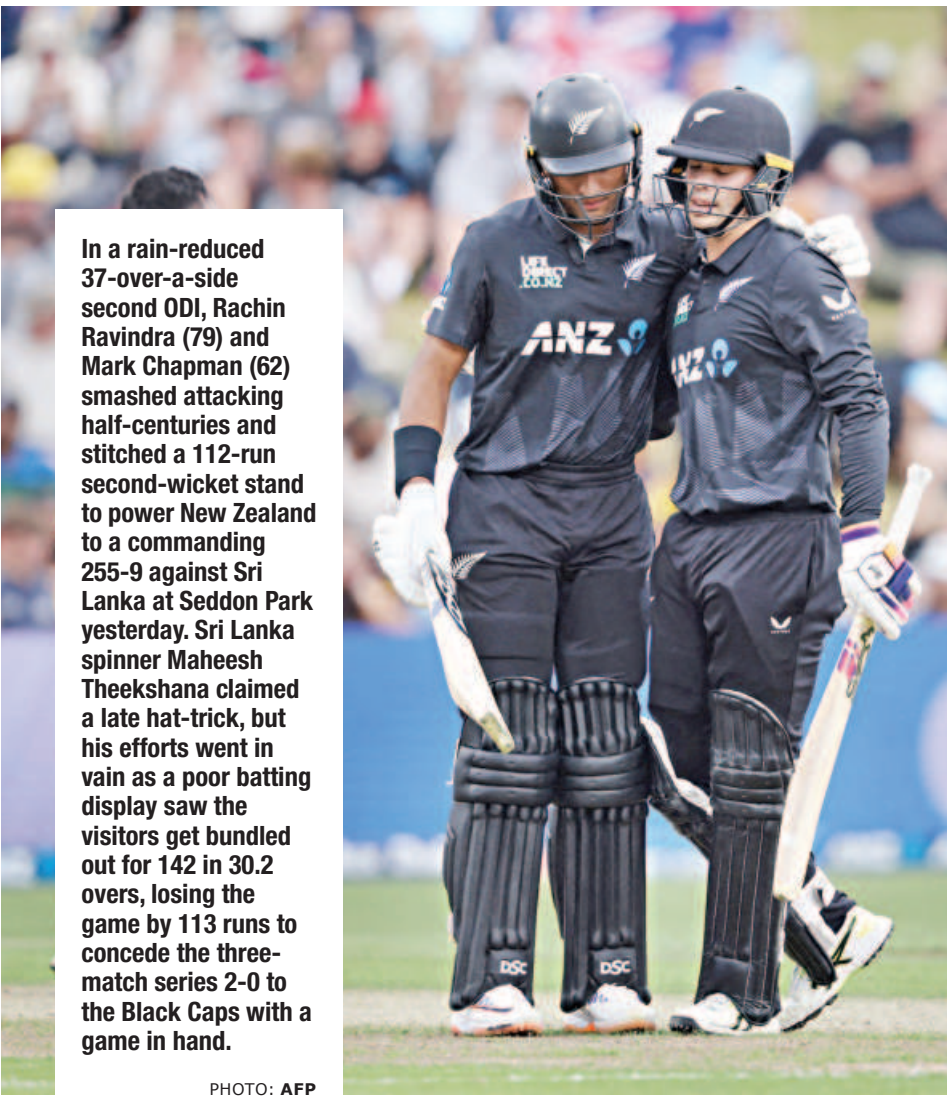 In a rain-reduced
37-over-a-side
second ODI, Rachin
Ravindra (79) and
Mark Chapman (62)
smashed attacking
half-centuries and
stitched a 112-run
second-wicket stand
to power New Zealand
to a commanding
255-9 against Sri
Lanka at Seddon Park
yesterday. Sri Lanka
spinner Maheesh
Theekshana claimed
a late hat-trick, but
his efforts went in
vain as a poor batting
display saw the
visitors get bundled
out for 142 in 30.2
overs, losing the
game by 113 runs to
concede the three-
match series 2-0 to
the Black Caps with a
game in hand.
PHOTO: AFP
LIFE
DIRECT
.CO.NZ
ANZ
NZ
DSC
DSC